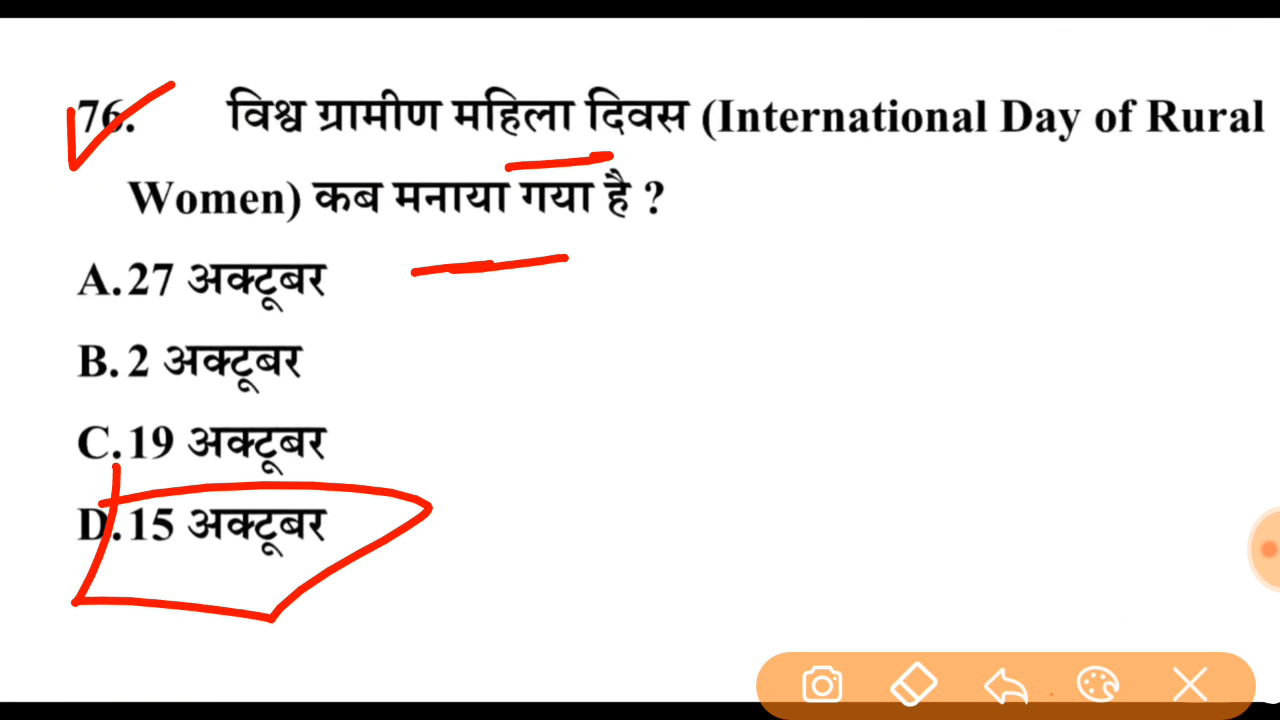 76. विश्व ग्रामीण महिला दिवस (International Day of Rural
Women) कब मनाया गया है ?
A. 27 अक्टूबर
B. 2 अक्टूबर
C. 19 अक्टूबर
D. 15 अक्टूबर